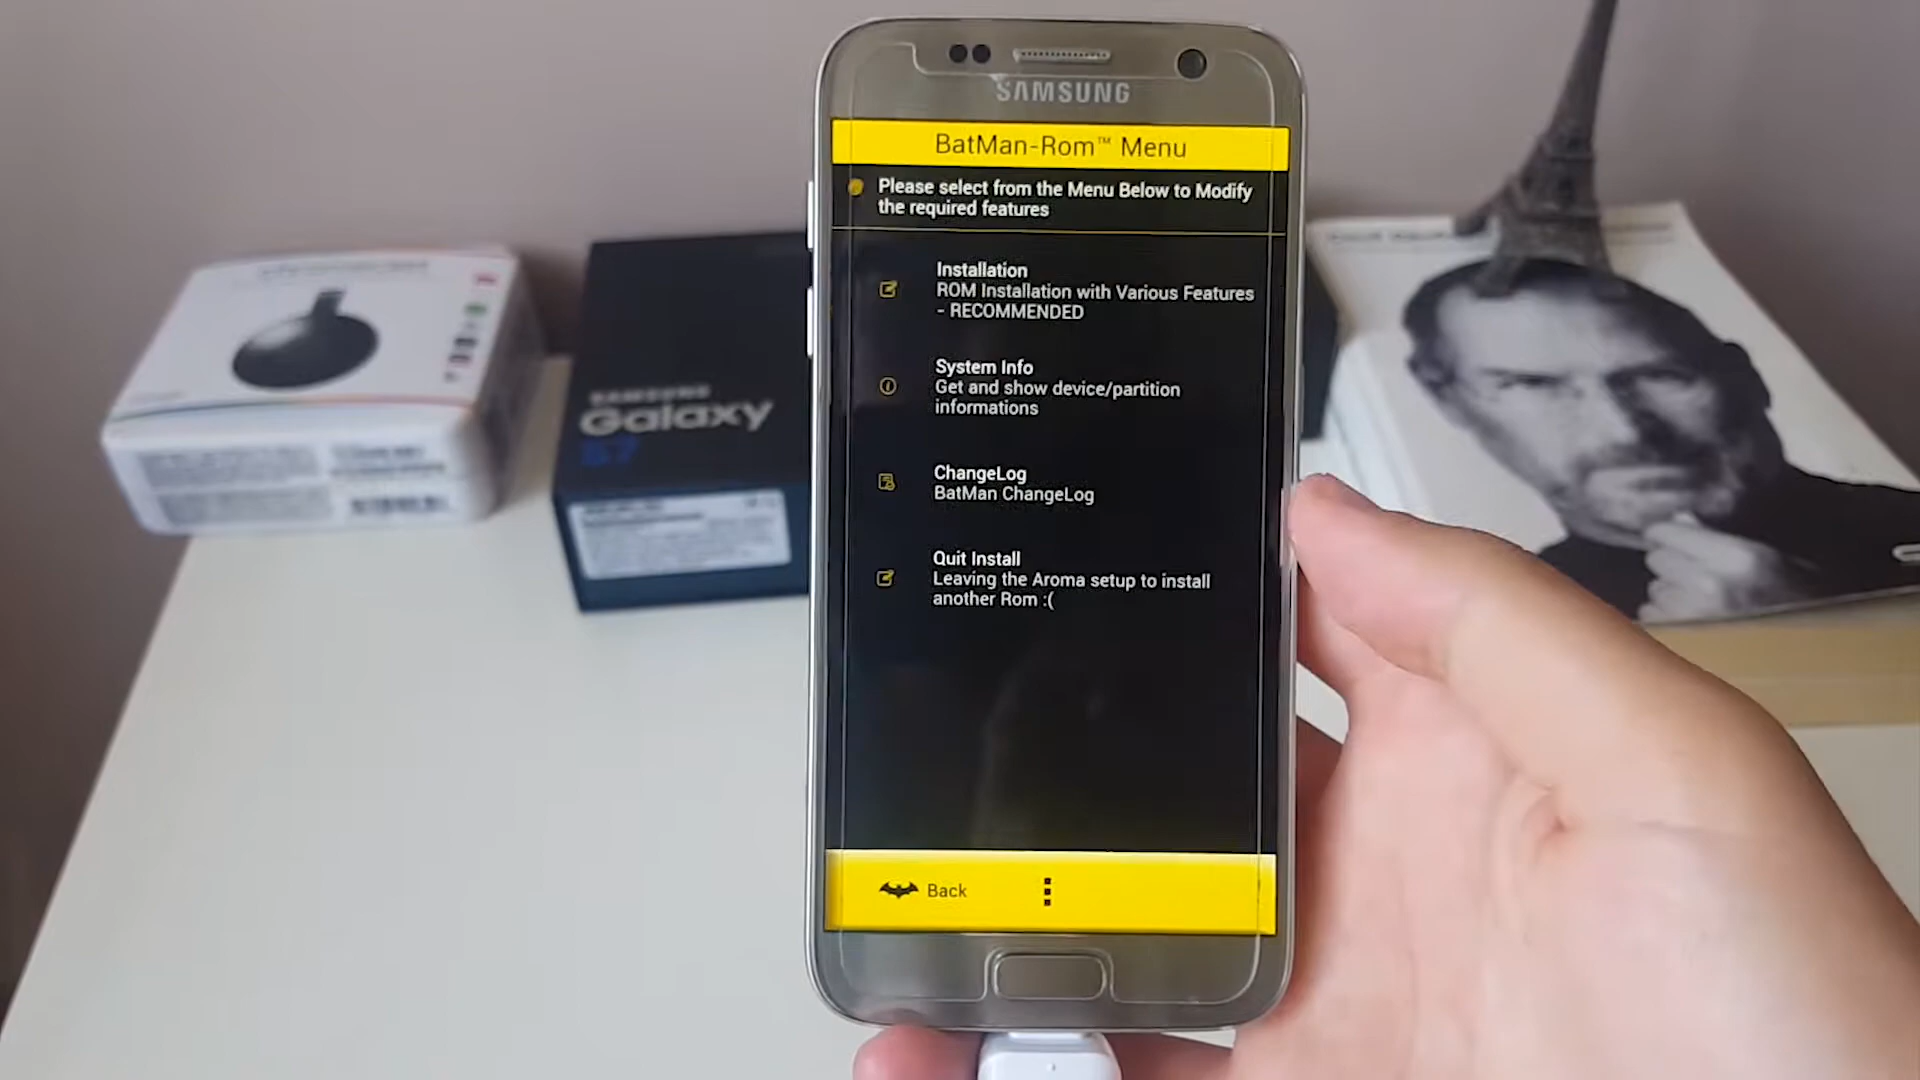 SAMSUNG
BatMan-Rom™ Menu
Please select from the Menu Below to Modify
the required features
Installation
ROM Installation with Various Features
- RECOMMENDED
System Info
Get and show device/partition
informations
ChangeLog
BatMan ChangeLog
Quit Install
Leaving the Aroma setup to install
another Rom :(
Back
SAMSUNG
Galaxy
S7